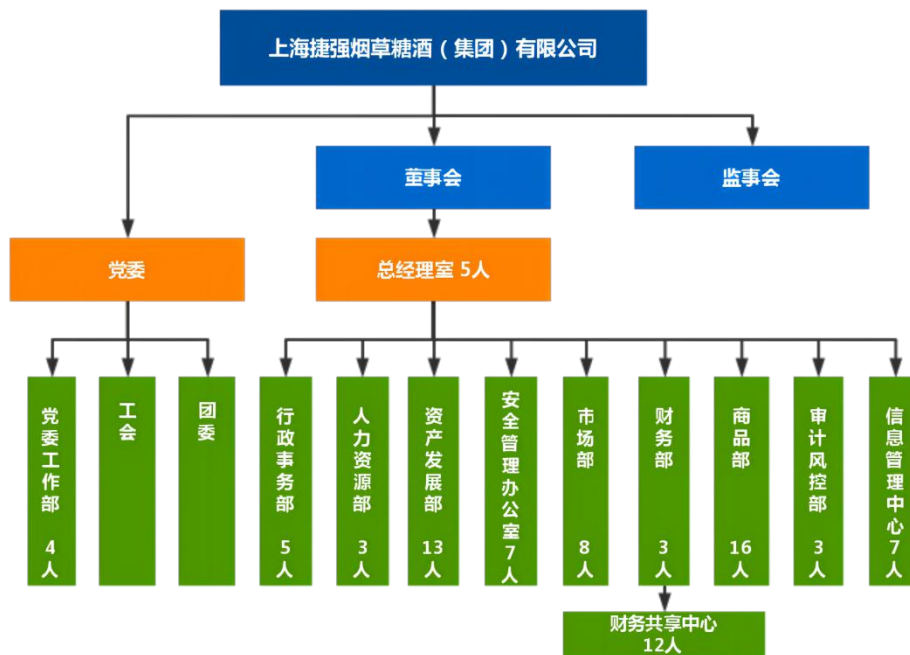 上海捷强烟草糖酒（集团）有限公司
董事会
监事会
党委
总经理室 5人
党委工作部 4人
工会
团委
行政事务部 5人
人力资源部 3人
资产发展部 13人
安全管理办公室 7人
市场部 8人
财务部 3人
商品部 16人
审计风控部 3人
信息管理中心 7人
财务共享中心
12人